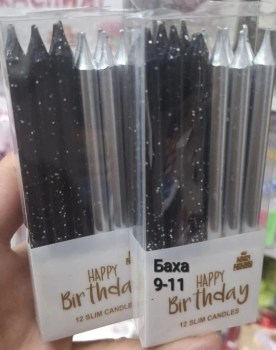 HAPPY
Birthday
12 SLIM CANDLES
Баха
9-11
HAPPY
Birthday
12 SLIM CANDLES